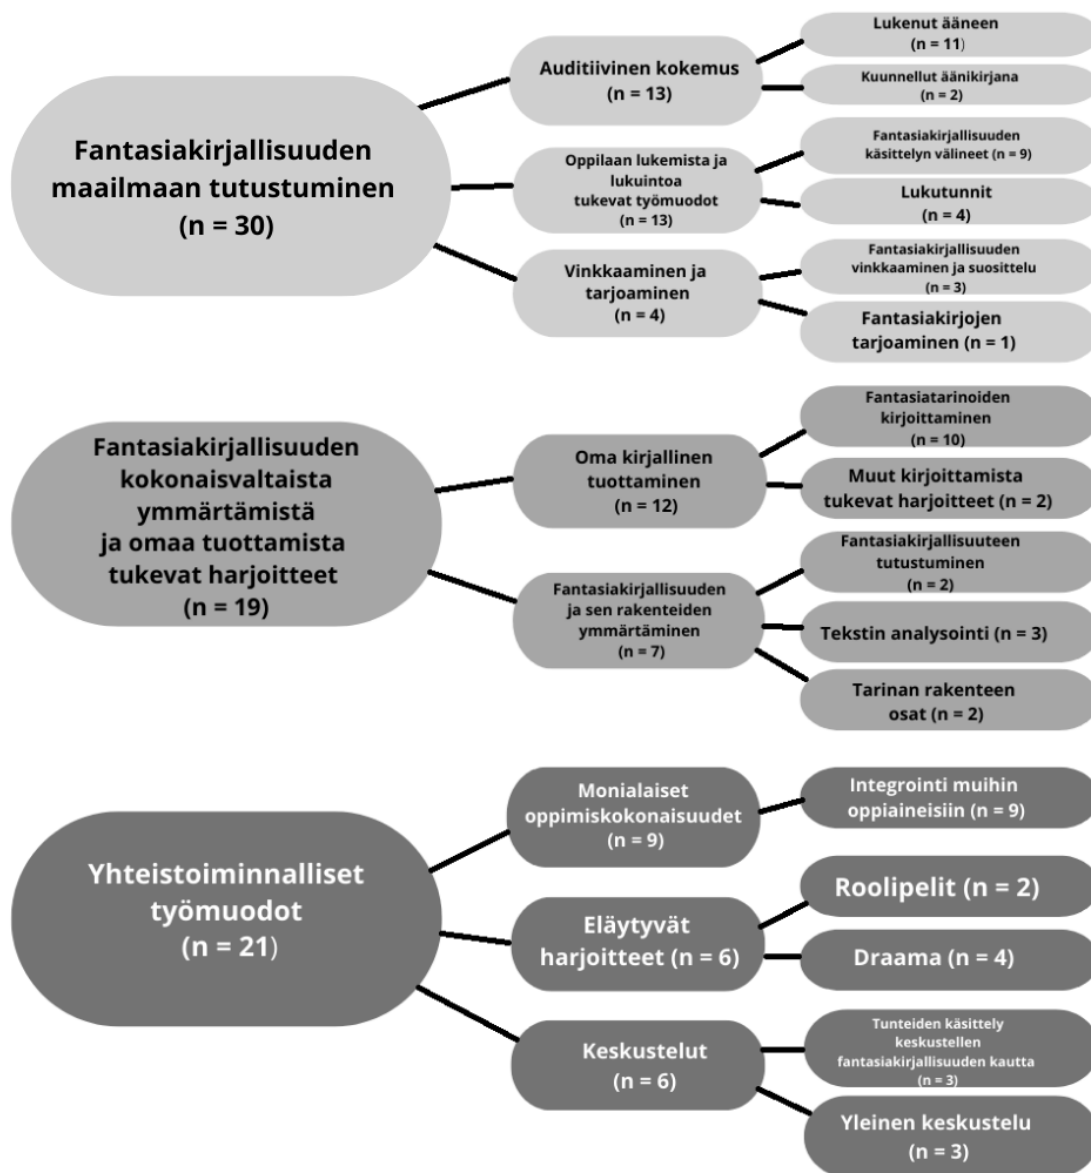 Fantasiakirjallisuuden
maailmaan tutustuminen
(n = 30)
Auditiivinen kokemus
(n = 13)
Lukenut ääneen
(n = 11)
Kuunnellut äänikirjana
(n = 2)
Oppilaan lukemista ja
lukuintoa
tukevat työmuodot
(n = 13)
Fantasiakirjallisuuden
käsittelyn välineet (n = 9)
Lukutunnit
(n = 4)
Vinkkaaminen ja
tarjoaminen
(n = 4)
Fantasiakirjallisuuden
vinkkaaminen ja suosittelu
(n = 3)
Fantasiakirjojen
tarjoaminen (n = 1)
Fantasiakirjallisuuden
kokonaisvaltaista
ymmärtämistä
ja omaa tuottamista
tukevat harjoitteet
(n = 19)
Oma kirjallinen
tuottaminen
(n = 12)
Fantasiatarinoiden
kirjoittaminen
(n = 10)
Muut kirjoittamista
tukevat harjoitteet (n = 2)
Fantasiakirjallisuuden
ja sen rakenteiden
ymmärtäminen
(n = 7)
Fantasiakirjallisuuteen
tutustuminen
(n = 2)
Tekstin analysointi (n = 3)
Tarinan rakenteen
osat (n = 2)
Yhteistoiminnalliset
työmuodot
(n = 21)
Monialaiset
oppimiskokonaisuudet
(n = 9)
Integrointi muihin
oppiaineisiin (n = 9)
Eläytyvät
harjoitteet (n = 6)
Roolipelit (n = 2)
Draama (n = 4)
Keskustelut
(n = 6)
Tunteiden käsittely
keskustellen
fantasiakirjallisuuden kautta
(n = 3)
Yleinen keskustelu
(n = 3)